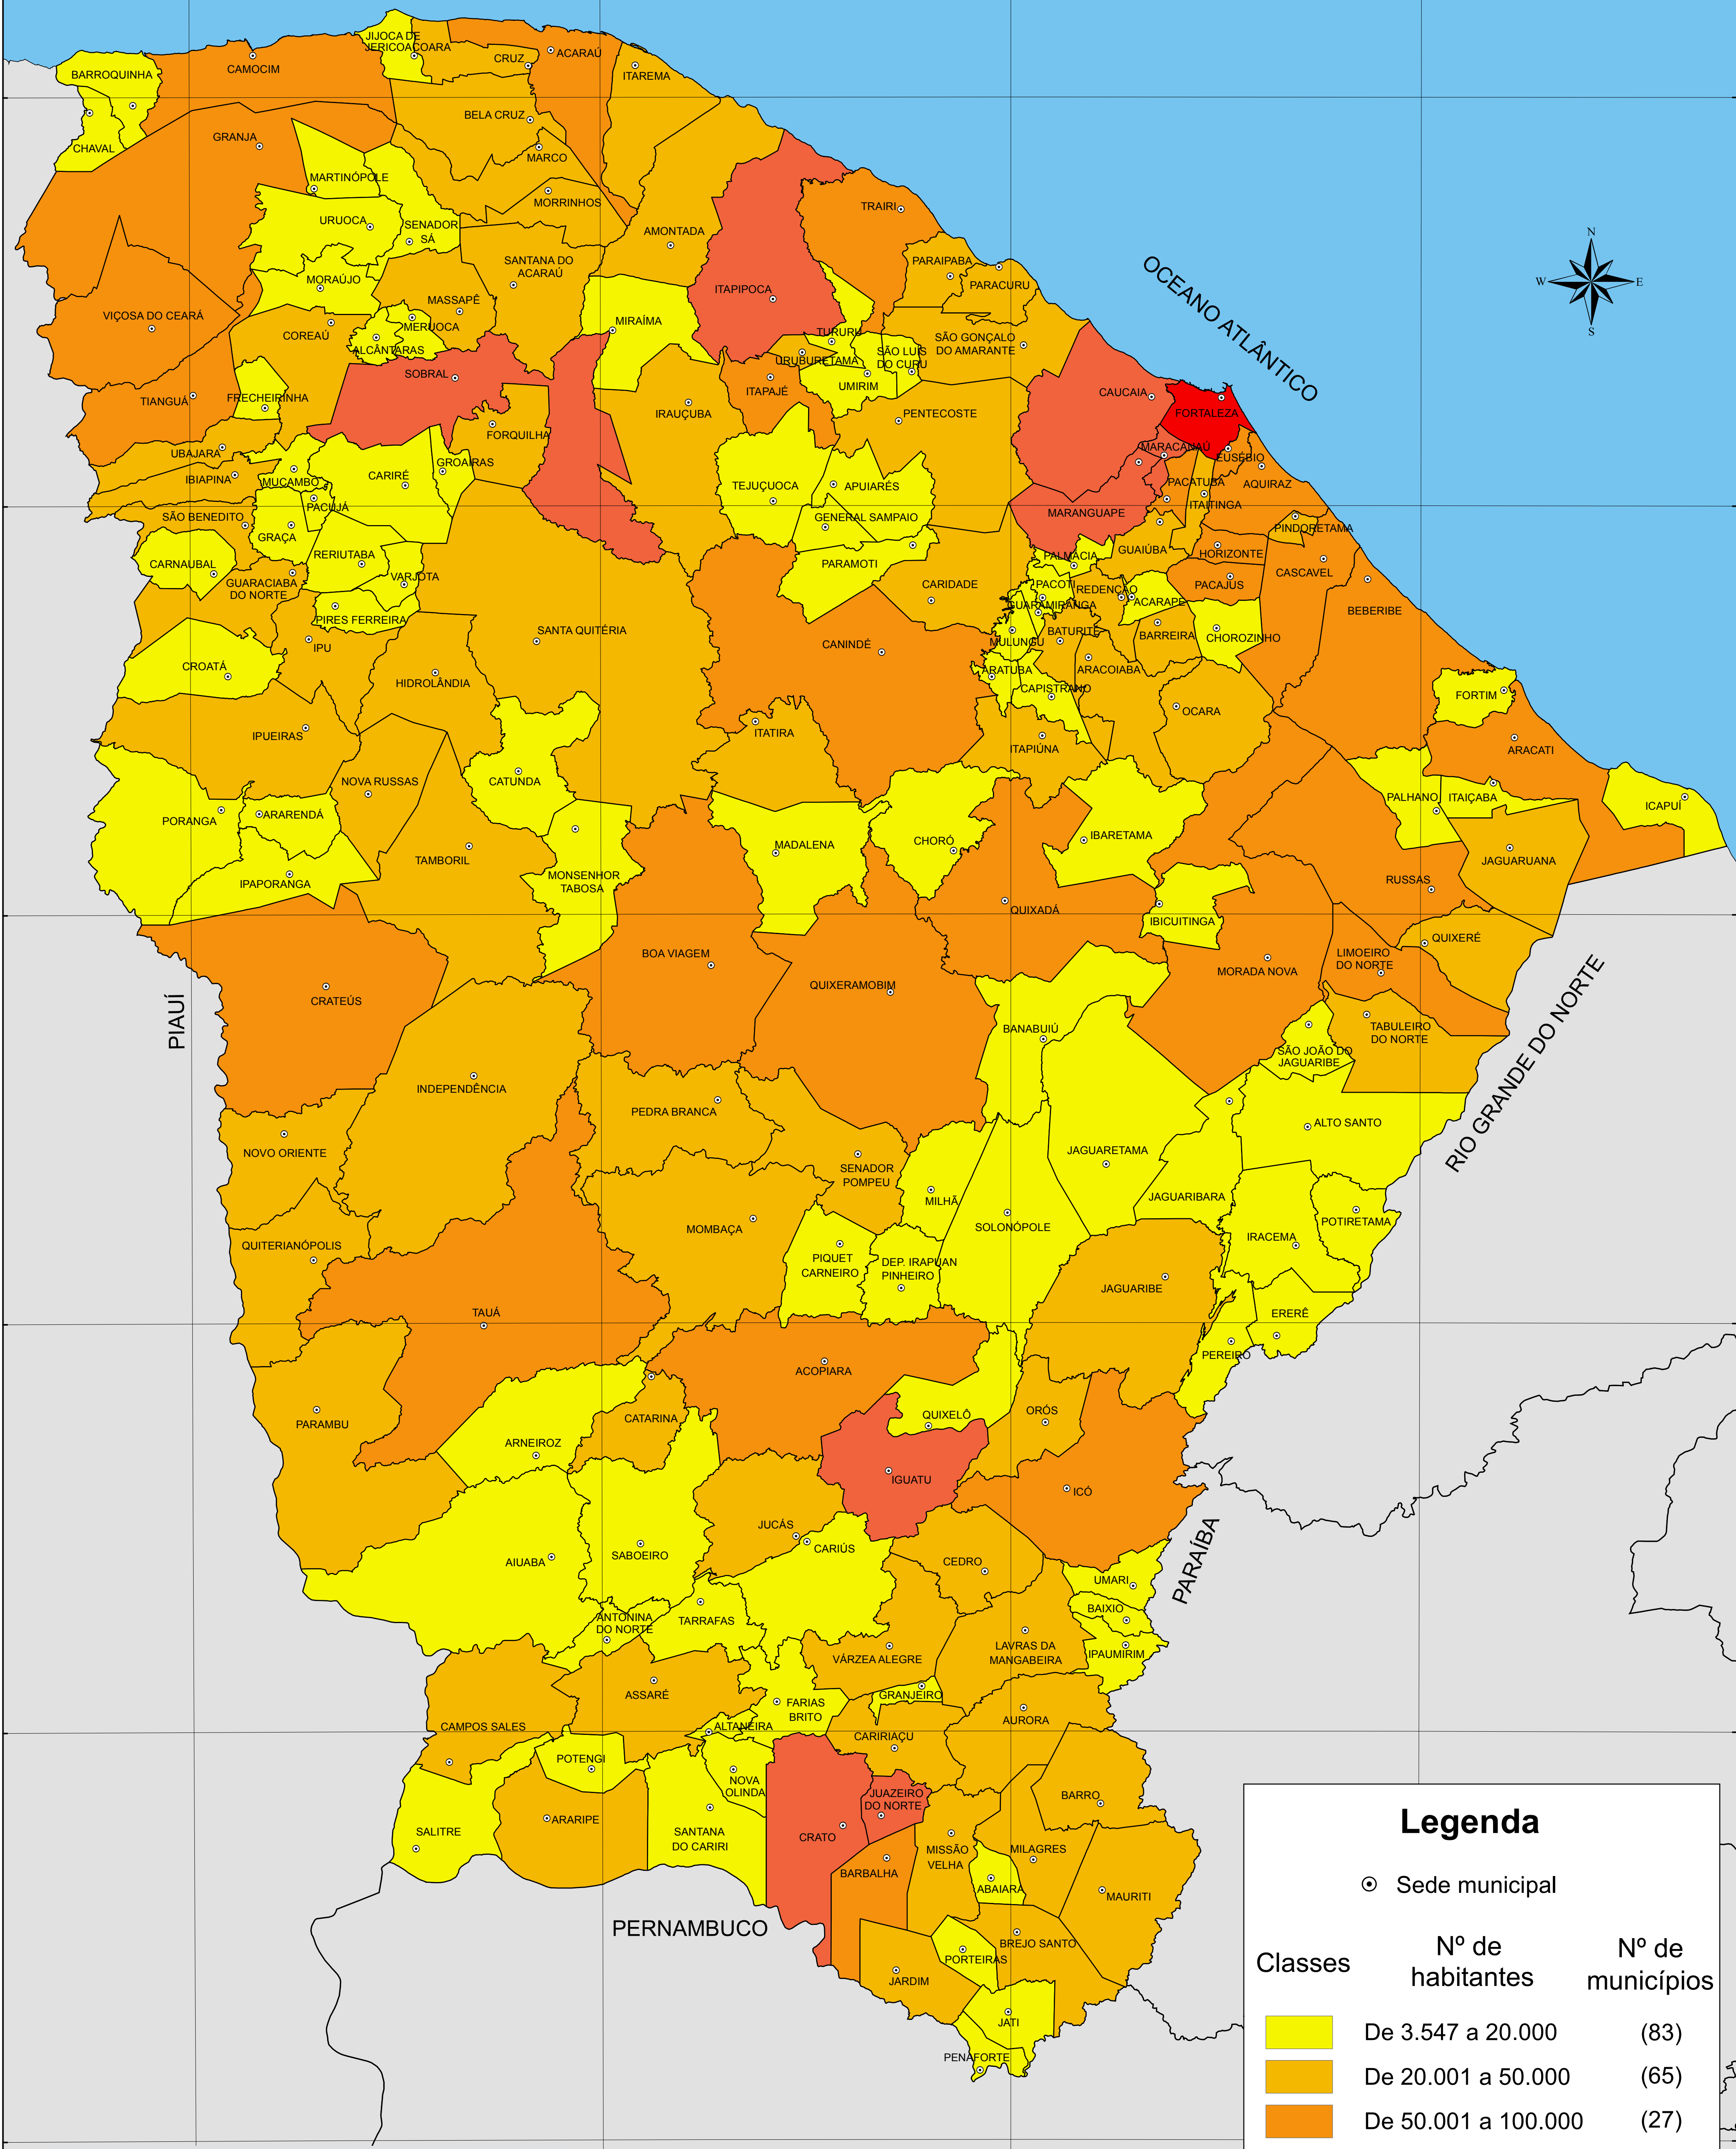 JIJOCA DE
JERICOACOARA
CRUZ
ACARAÚ
ITAREMA
BARROQUINHA
CAMOCIM
BELA CRUZ
CHAVAL
GRANJA
MARCO
MARTINÓPOLE
MORRINHOS
URUOCA
SENADOR
SÁ
AMONTADA
TRAIRI
N
W
E
S
SANTANA DO
ACARAÚ
PARAIPABA
PARACURU
OCEANO ATLÂNTICO
MORAÚJO
ITAPIPOCA
MASSAPÊ
VIÇOSA DO CEARÁ
MIRAÍMA
MERUOCA
COREAÚ
TURURU
SÃO GONÇALO
DO AMARANTE
ALCÂNTARAS
URUBURETAMA
SÃO LUIS
DO CURU
SOBRAL
UMIRIM
ITAPAJÉ
CAUCAIA
TIANGUÁ
FRECHEIRINHA
IRAUÇUBA
PENTECOSTE
FORTALEZA
FORQUILHA
UBAJARA
MARACANAÚ
EUSÉBIO
GROAÍRAS
IBIAPINA
MUCAMBO
CARIRÉ
TEJUÇUOCA
APUIARÉS
PACATUBA
AQUIRAZ
PACUJÁ
ITAITINGA
MARANGUAPE
SÃO BENEDITO
GENERAL SAMPAIO
PINDORETAMA
GRAÇA
RERIUTABA
GUAIÚBA
HORIZONTE
CARNAUBAL
PARAMOTI
PALMÁCIA
CASCAVEL
GUARACIABA
DO NORTE
VARJOTA
CARIDADE
PACOTI
REDENÇÃO
PACAJUS
ACARAPE
GUARAMIRANGA
BEBERIBE
PIRES FERREIRA
SANTA QUITÉRIA
BATURITÉ
BARREIRA
CHOROZINHO
IPU
CANINDÉ
MULUNGU
CROATÁ
ARATUBA
ARACOIABA
HIDROLÂNDIA
CAPISTRANO
FORTIM
OCARA
IPUEIRAS
ITATIRA
ITAPIÚNA
ARACATI
NOVA RUSSAS
CATUNDA
PALHANO
ITAIÇABA
ICAPUÍ
PORANGA
ARARENDÁ
IBARETAMA
MADALENA
CHORÓ
TAMBORIL
JAGUARUANA
IPAPORANGA
MONSENHOR
TABOSA
RUSSAS
QUIXADÁ
IBICUITINGA
QUIXERÉ
BOA VIAGEM
LIMOEIRO
DO NORTE
MORADA NOVA
QUIXERAMOBIM
CRATEÚS
PIAUÍ
BANABUIÚ
TABULEIRO
DO NORTE
RIO GRANDE DO NORTE
SÃO JOÃO DO
JAGUARIBE
INDEPENDÊNCIA
PEDRA BRANCA
ALTO SANTO
NOVO ORIENTE
JAGUARETAMA
SENADOR
POMPEU
JAGUARIBARA
MILHÃ
MOMBAÇA
SOLONÓPOLE
POTIRETAMA
QUITERIANÓPOLIS
IRACEMA
PIQUET
CARNEIRO
DEP. IRAPUAN
PINHEIRO
JAGUARIBE
TAUÁ
ERERÊ
PEREIRO
ACOPIARA
PARAMBU
CATARINA
QUIXELÔ
ORÓS
ARNEIROZ
IGUATU
ICÓ
JUCÁS
CARIÚS
AIUABA
SABOEIRO
CEDRO
UMARI
PARAÍBA
BAIXIO
ANTONINA
DO NORTE
TARRAFAS
LAVRAS DA
MANGABEIRA
IPAUMIRIM
VÁRZEA ALEGRE
ASSARÉ
GRANJEIRO
FARIAS
BRITO
AURORA
CAMPOS SALES
ALTANEIRA
CARIRIAÇU
POTENGI
NOVA
OLINDA
JUAZEIRO
DO NORTE
BARRO
ARARIPE
SALITRE
SANTANA
DO CARIRI
CRATO
MISSÃO
VELHA
MILAGRES
BARBALHA
ABAIARA
MAURITI
PERNAMBUCO
BREJO SANTO
PORTEIRAS
JARDIM
JATI
PENAFORTE
Legenda
Sede municipal
Classes
Nº de
habitantes
Nº de
municípios
De 3.547 a 20.000 (83)
De 20.001 a 50.000 (65)
De 50.001 a 100.000 (27)